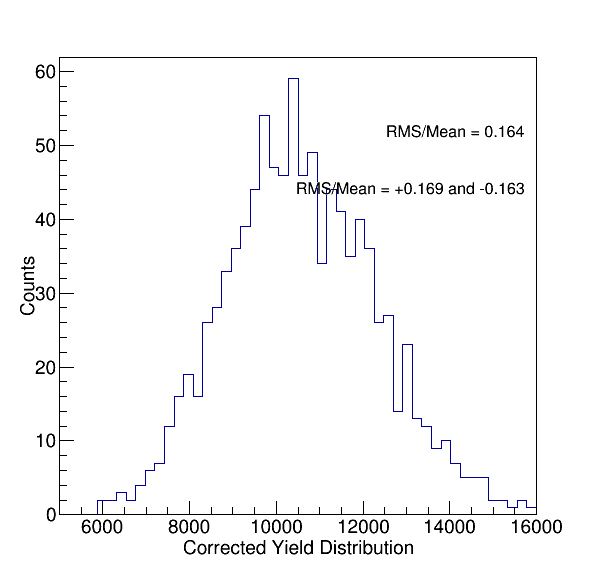 60
RMS/Mean = 0.164
50
RMS/Mean = +0.169 and -0.163
40
Counts
30
20
10
0
6000 8000 10000 12000 14000 16000
Corrected Yield Distribution